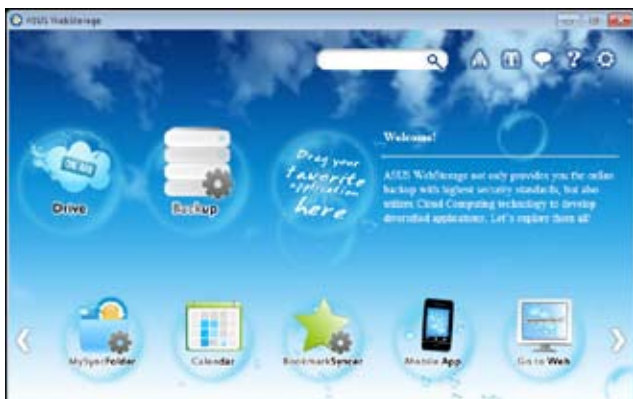 ASUS WebStorage
Welcome!
ASUS WebStorage not only provides you the online
backup with highest security standards, but also
utilizes Cloud Computing technology to develop
diversified applications. Let's explore them all!
Drag your
favorite
application
here
Drive
Backup
MySyncFolder
Calendar
BookmarkSyncer
Mobile App
Go to Web